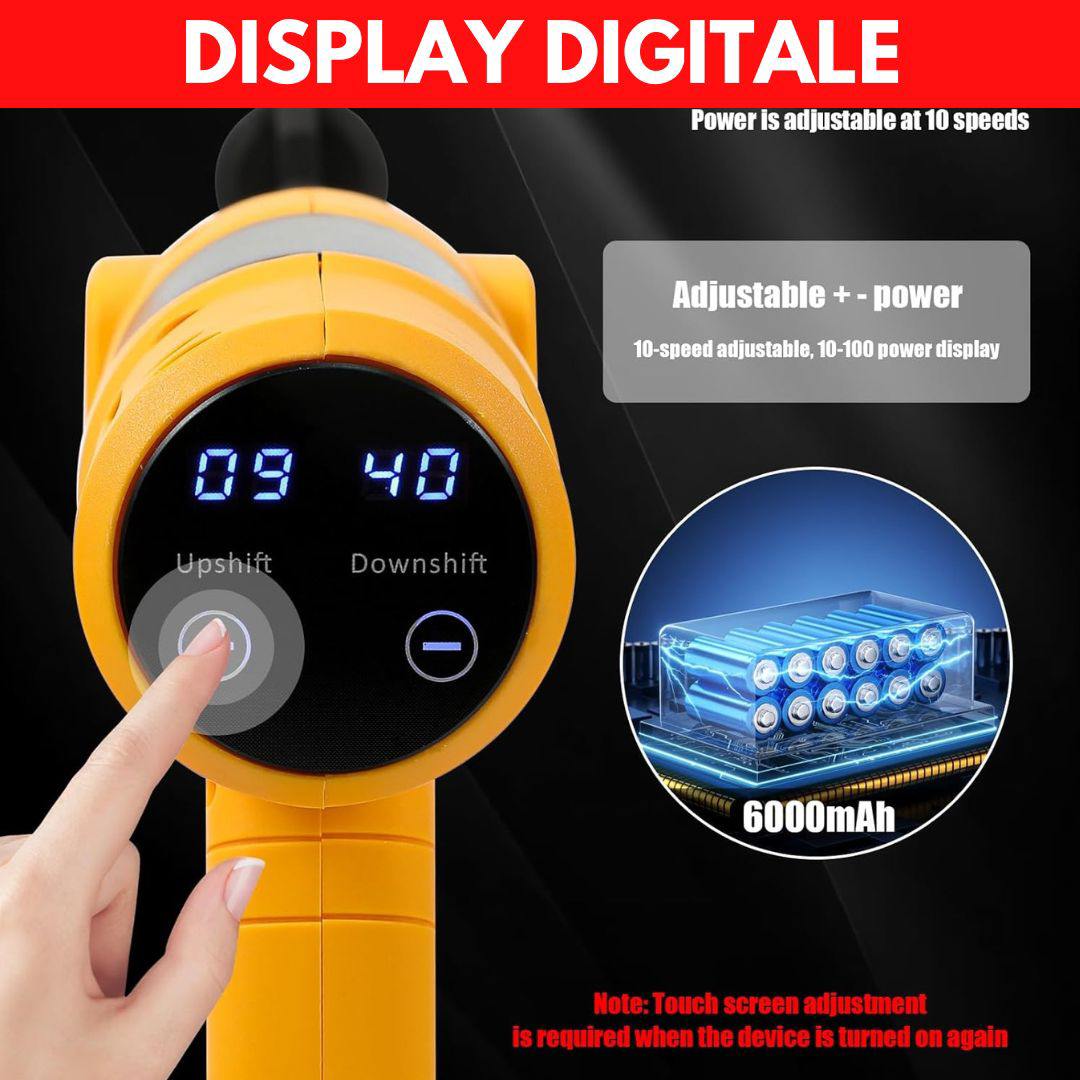 DISPLAY DIGITALE
Power is adjustable at 10 speeds
Adjustable + - power
10-speed adjustable, 10-100 power display
09 40
Upshift Downshift
6000mAh
Note: Touch screen adjustment
is required when the device is turned on again